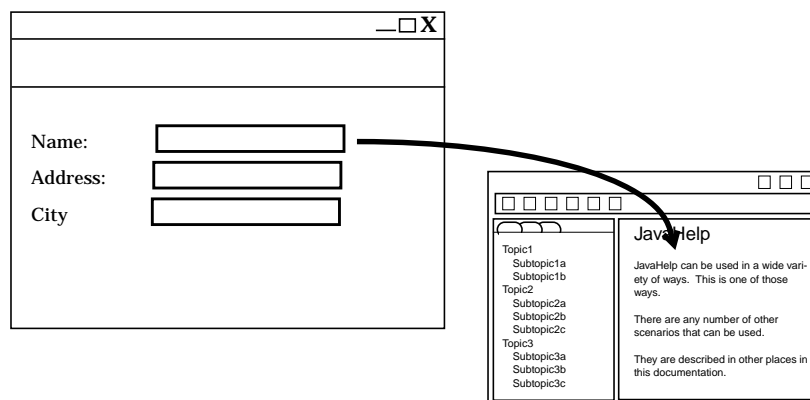 X
Name:
Address:
City
JavaHelp
Topic1
Subtopic1a
Subtopic1b
Topic2
Subtopic2a
Subtopic2b
Subtopic2c
Topic3
Subtopic3a
Subtopic3b
Subtopic3c
JavaHelp can be used in a wide vari-
ety of ways. This is one of those
ways.
There are any number of other
scenarios that can be used.
They are described in other places in
this documentation.